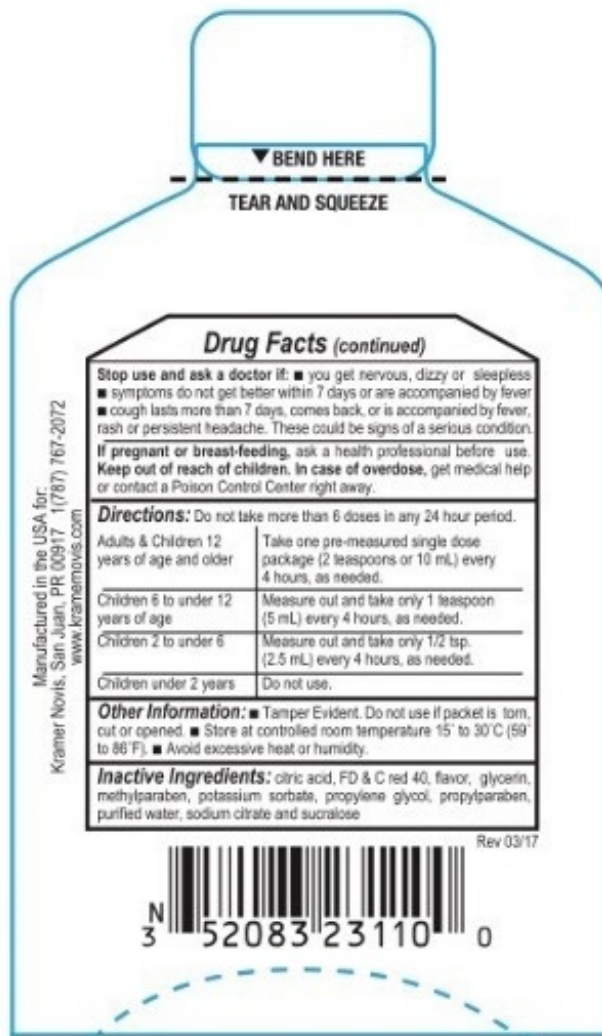 ▼ BEND HERE
TEAR AND SQUEEZE
Drug Facts (continued)
Stop use and ask a doctor if: ■ you get nervous, dizzy or sleepless
■ symptoms do not get better within 7 days or are accompanied by fever
■ cough lasts more than 7 days, comes back, or is accompanied by fever,
rash or persistent headache. These could be signs of a serious condition.
If pregnant or breast-feeding, ask a health professional before use.
Keep out of reach of children. In case of overdose, get medical help
or contact a Poison Control Center right away.
Directions: Do not take more than 6 doses in any 24 hour period.
Adults & Children 12
years of age and older
Take one pre-measured single dose
package (2 teaspoons or 10 mL) every
4 hours, as needed.
Children 6 to under 12
years of age
Measure out and take only 1 teaspoon
(5 mL) every 4 hours, as needed.
Children 2 to under 6
Measure out and take only 1/2 tsp.
(2.5 mL) every 4 hours, as needed.
Children under 2 years
Do not use.
Other Information: ■ Tamper Evident. Do not use if packet is torn,
cut or opened. ■ Store at controlled room temperature 15˚ to 30˚C (59˚
to 86˚F). ■ Avoid excessive heat or humidity.
Inactive Ingredients: citric acid, FD & C red 40, flavor, glycerin,
methylparaben, potassium sorbate, propylene glycol, propylparaben,
purified water, sodium citrate and sucralose
Rev 03/17
Manufactured in the USA for:
Kramer Novis, San Juan, PR 00917 1(787) 767-2072
www.kramernovis.com
N
3 52083 23110 0